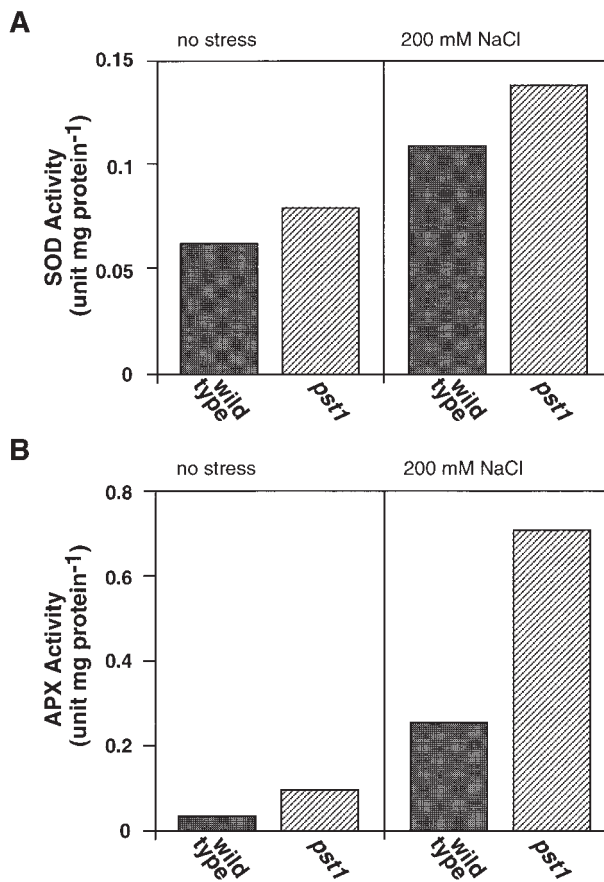 A
no stress
200 mM NaCl
0.15
0.1
0.05
0
SOD Activity
(unit mg protein-1)
wild
type
pst1
wild
type
pst1
B
no stress
200 mM NaCl
0.8
0.6
0.4
0.2
0
APX Activity
(unit mg protein-1)
wild
type
pst1
wild
type
pst1